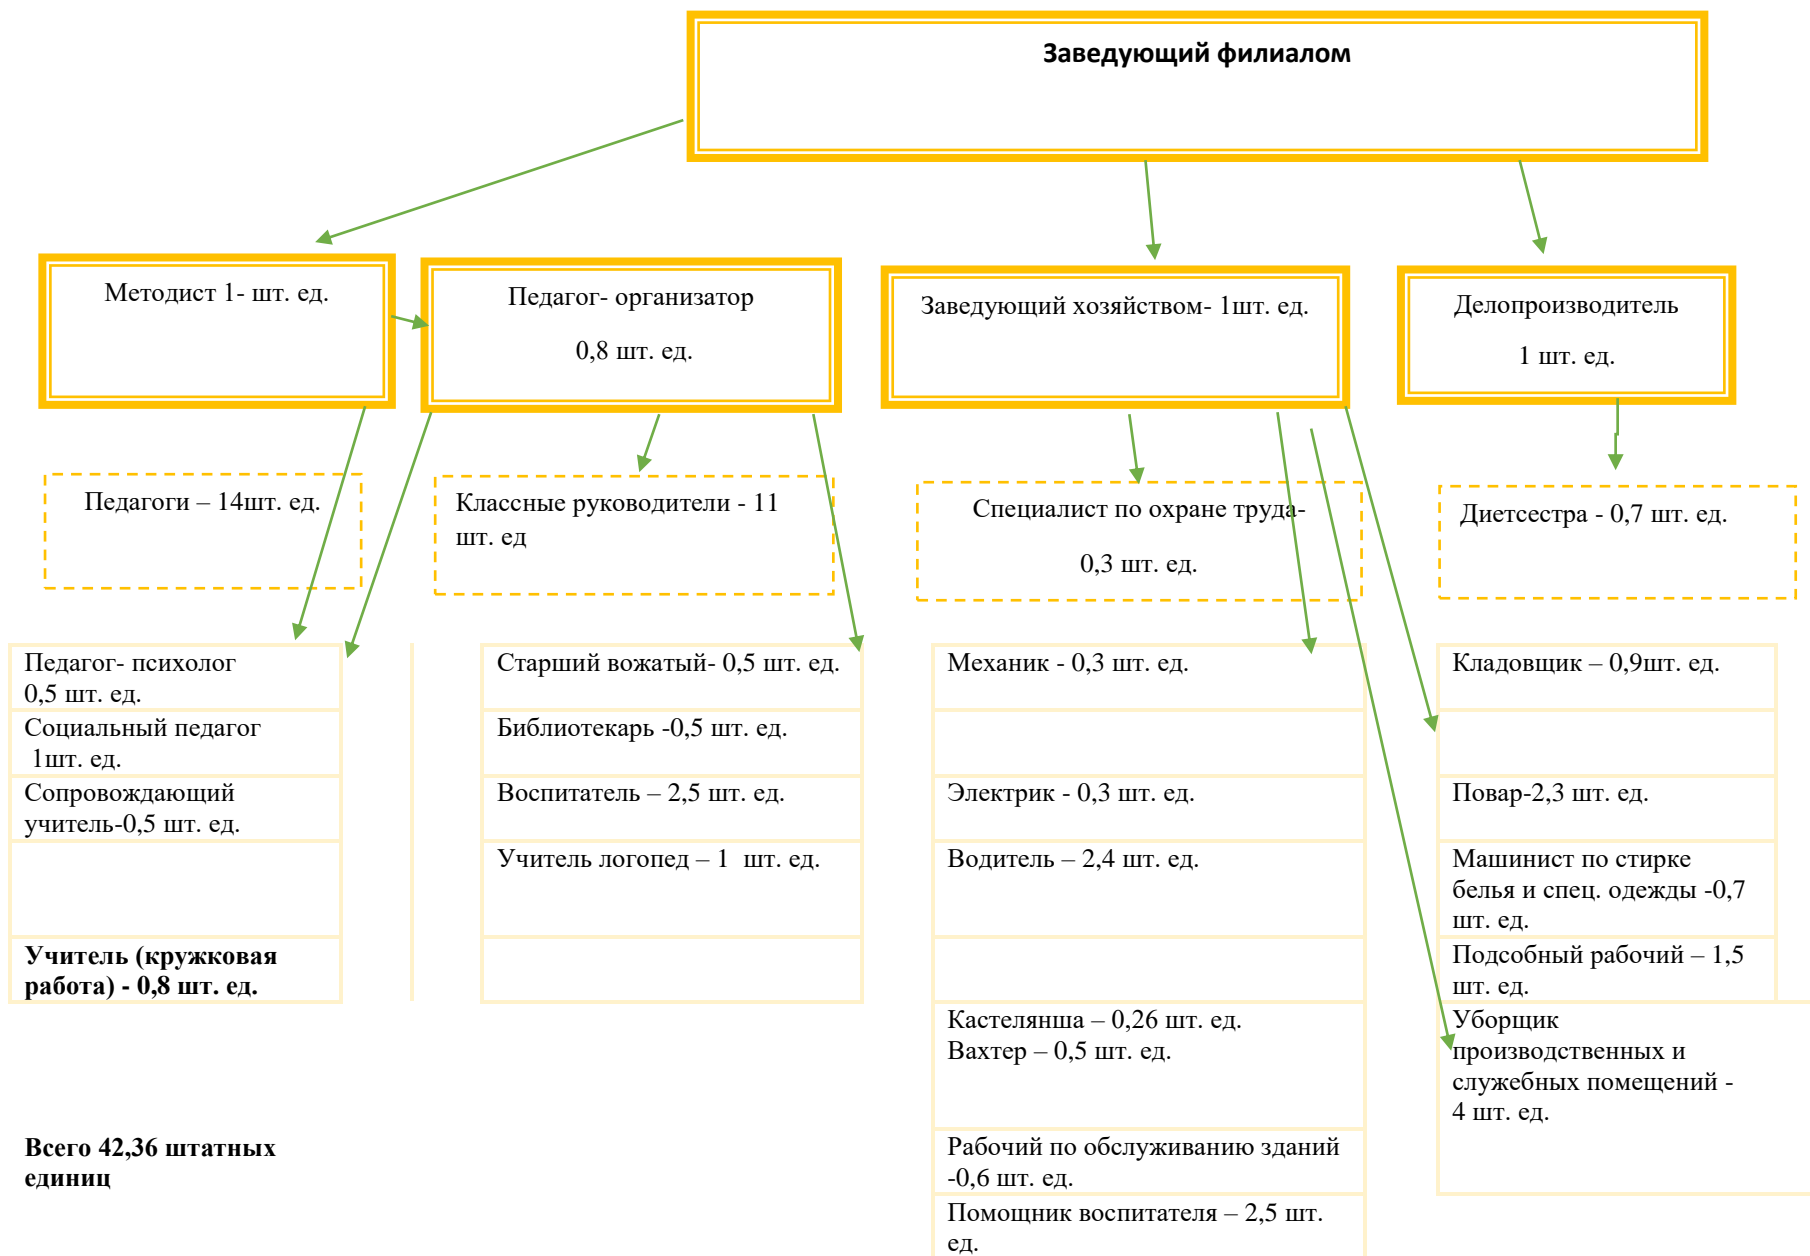 Заведующий филиалом
Методист 1- шт. ед.
Педагог- организатор
0,8 шт. ед.
Заведующий хозяйством- 1шт. ед.
Делопроизводитель
1 шт. ед.
Педагоги – 14шт. ед.
Классные руководители - 11
шт. ед
Специалист по охране труда-
0,3 шт. ед.
Диетсестра - 0,7 шт. ед.
Педагог- психолог
0,5 шт. ед.
Социальный педагог
1шт. ед.
Сопровождающий
учитель-0,5 шт. ед.
Учитель (кружковая
работа) - 0,8 шт. ед.
Старший вожатый- 0,5 шт. ед.
Библиотекарь -0,5 шт. ед.
Воспитатель – 2,5 шт. ед.
Учитель логопед – 1 шт. ед.
Механик - 0,3 шт. ед.
Электрик - 0,3 шт. ед.
Водитель – 2,4 шт. ед.
Кастелянша – 0,26 шт. ед.
Вахтер – 0,5 шт. ед.
Рабочий по обслуживанию зданий
-0,6 шт. ед.
Помощник воспитателя – 2,5 шт.
ед.
Кладовщик – 0,9шт. ед.
Повар-2,3 шт. ед.
Машинист по стирке
белья и спец. одежды -0,7
шт. ед.
Подсобный рабочий – 1,5
шт. ед.
Уборщик
производственных и
служебных помещений -
4 шт. ед.
Всего 42,36 штатных
единиц